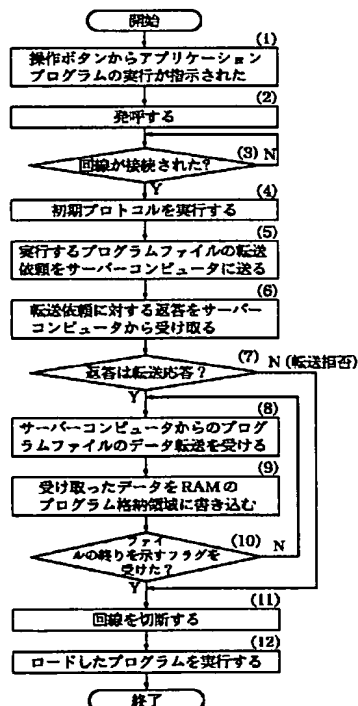 開始
(1)
操作ボタンからアプリケーション
プログラムの実行が指示された
(2)
発呼する
(3) N
回線が接続された?
Y
(4)
初期プロトコルを実行する
(5)
実行するプログラムファイルの転送
依頼をサーバーコンピュータに送る
(6)
転送依頼に対する返答をサーバー
コンピュータから受け取る
(7) N(転送拒否)
返答は転送応答?
Y
(8)
サーバーコンピュータからのプログ
ラムファイルのデータ転送を受ける
(9)
受け取ったデータをRAMの
プログラム格納領域に書き込む
(10) N
ファイ
ルの終りを示すフラグを
受けた?
Y
(11)
回線を切断する
(12)
ロードしたプログラムを実行する
終了